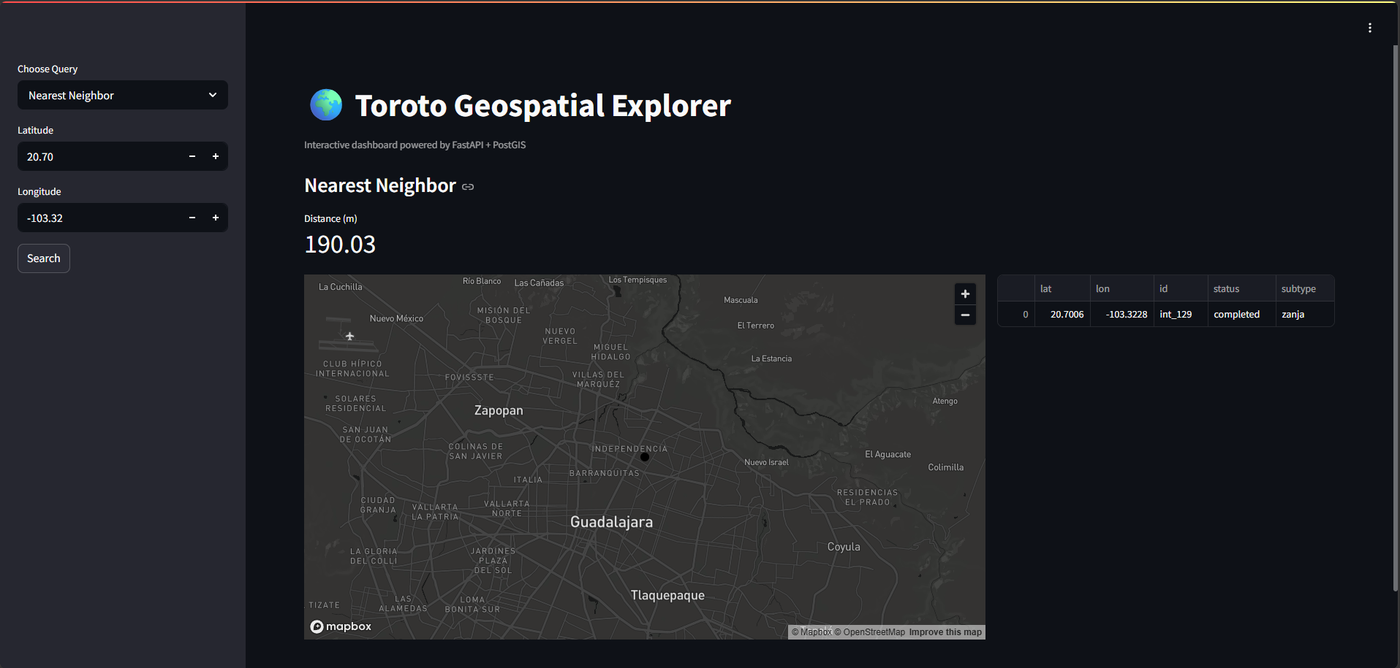 Choose Query
Nearest Neighbor
Latitude
20.70
Longitude
-103.32
Search
Toroto Geospatial Explorer
Interactive dashboard powered by FastAPI + PostGIS
Nearest Neighbor
Distance (m)
190.03
La Cuchilla
Río Blanco
Las Cañadas
Los Tempisques
Nuevo México
MISIÓN DEL
BOSQUE
Mascuala
NUEVO
VERGEL
El Terrero
MIGUEL
HIDALGO
La Estancia
CLUB HÍPICO
INTERNACIONAL
FOVISSSTE
VILLAS DEL
MARQUÉZ
SOLARES
RESIDENCIAL
Zapopan
Atengo
SAN JUAN
DE OCOTÁN
COLINAS DE
SAN JAVIER
INDEPENDENCIA
BARRANQUITAS
Nuevo Israel
El Aguacate
Colimilla
ITALIA
CIUDAD
GRANJA
VALLARTA
LA PATRIA
VALLARTA
NORTE
RESIDENCIAS
EL PRADO
Guadalajara
LA GLORIA
DEL COLLI
JARDINES
PLAZA
DEL SOL
Coyula
TIZATE
LAS
ALAMEDAS
LOMA
BONITA SUR
Tlaquepaque
mapbox
© Mapbox © OpenStreetMap Improve this map
lat lon id status subtype
0 20.7006 -103.3228 int_129 completed zanja